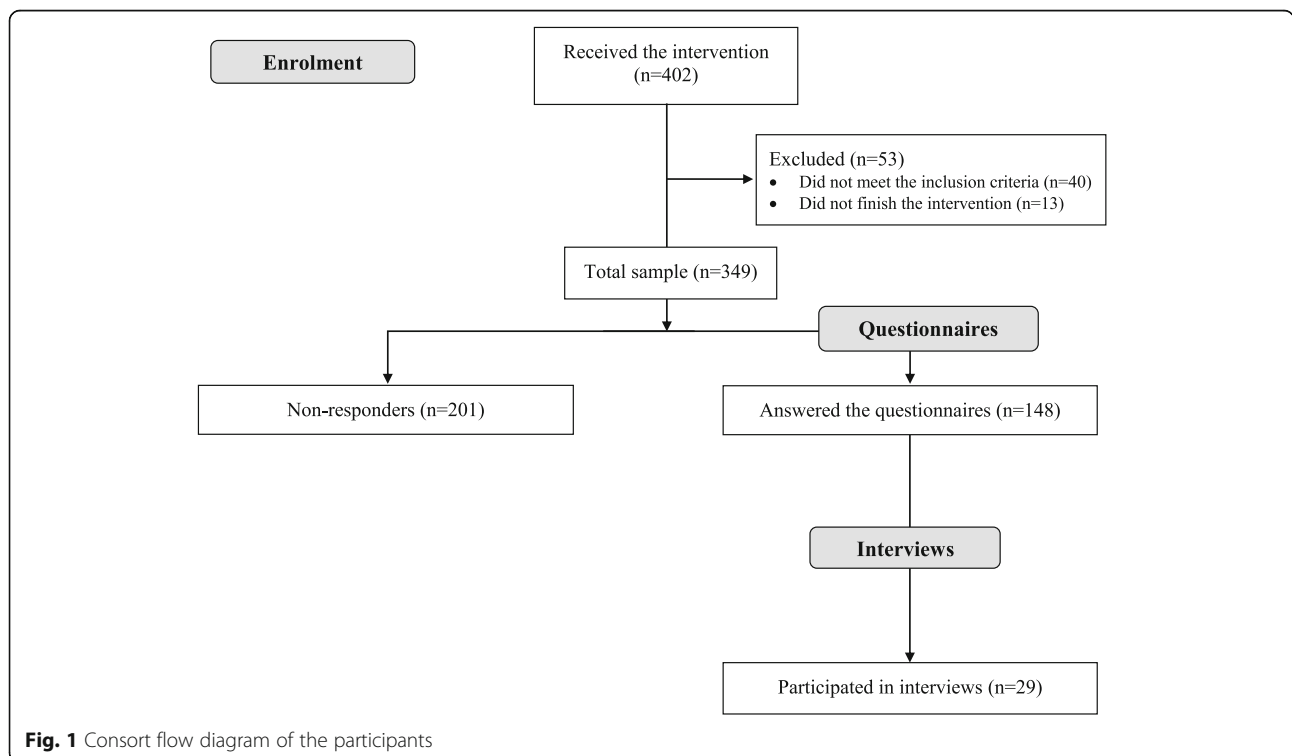 Enrolment
Received the intervention
(n=402)
Excluded (n=53)
• Did not meet the inclusion criteria (n=40)
• Did not finish the intervention (n=13)
Total sample (n=349)
Questionnaires
Non-responders (n=201)
Answered the questionnaires (n=148)
Interviews
Participated in interviews (n=29)
Fig. 1 Consort flow diagram of the participants